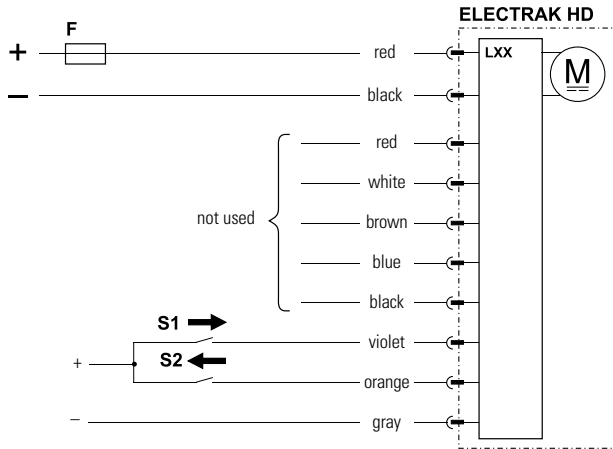 ELECTRAK HD
F
+ red LXX M
− black
red
white
not used brown
blue
black
S1 violet
+ S2
orange
− gray